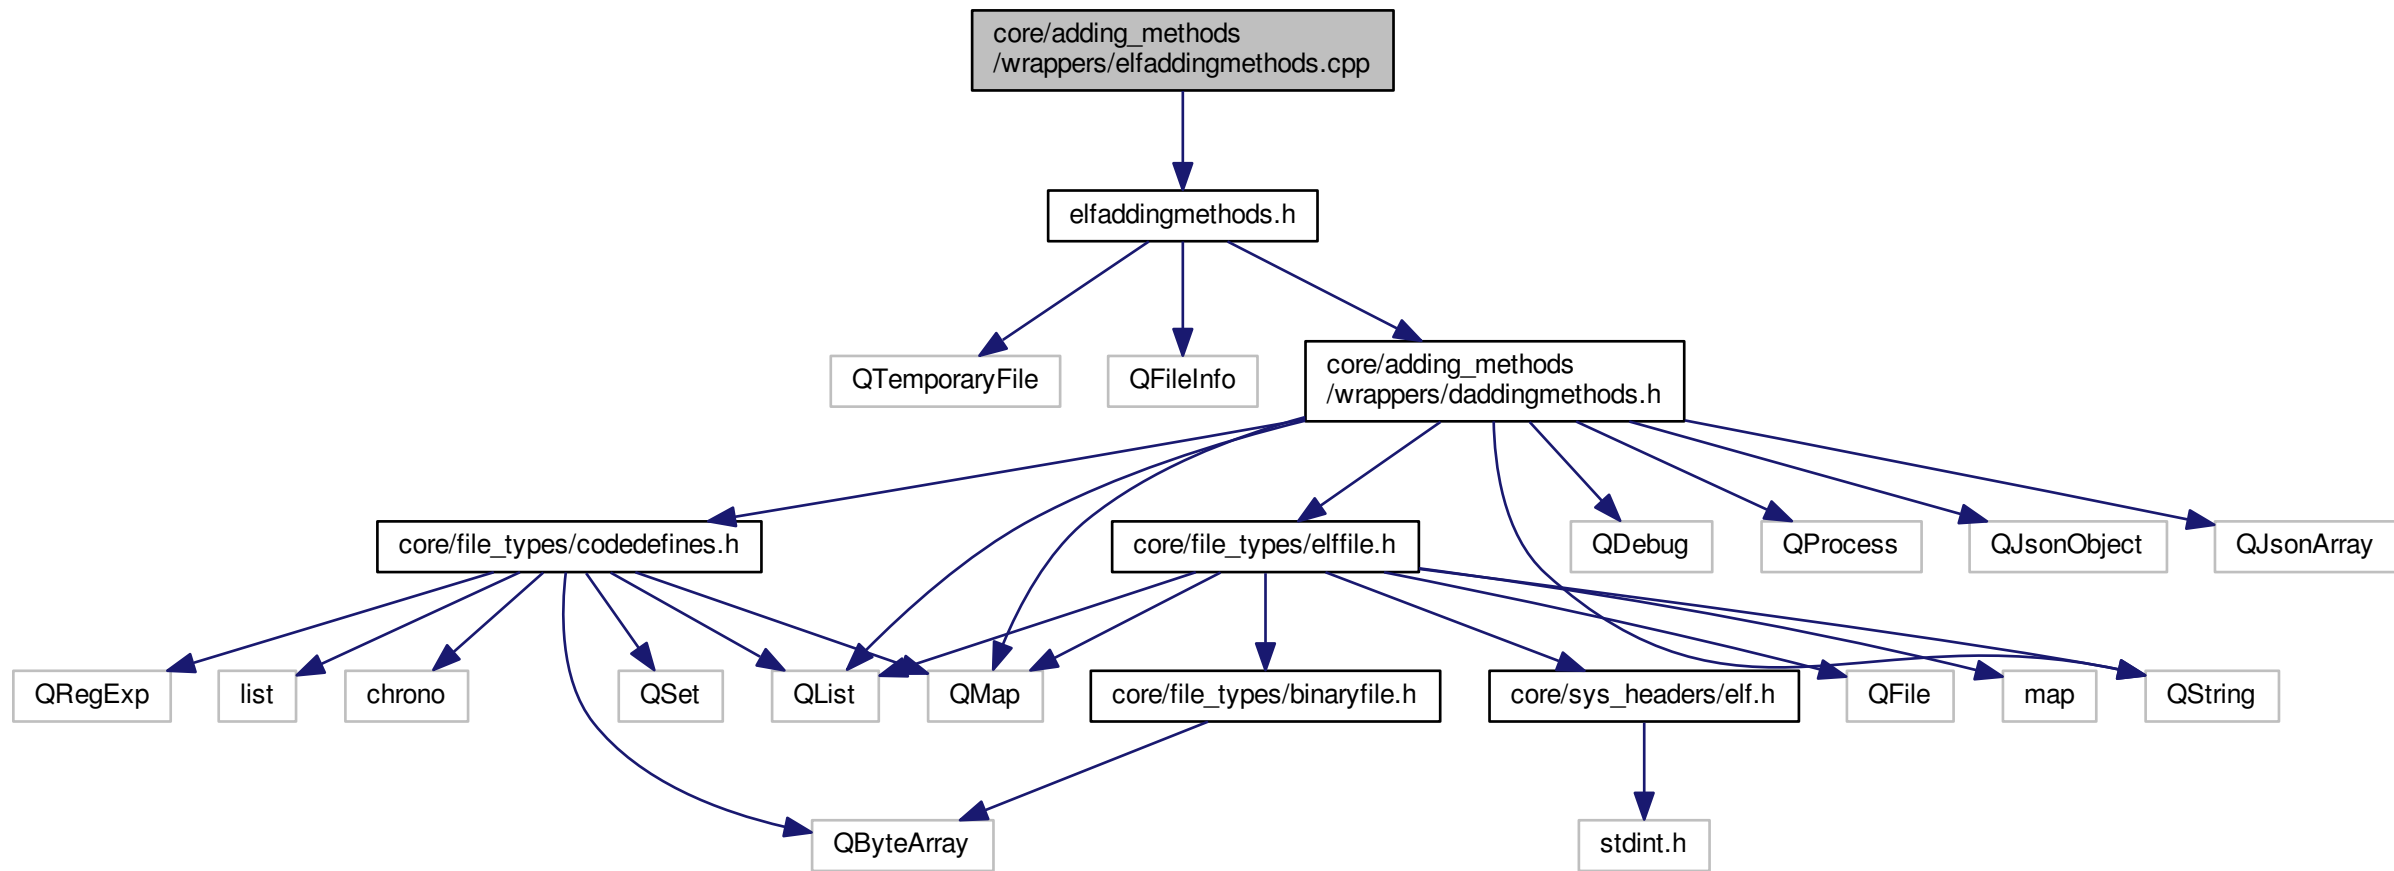 core/adding_methods
/wrappers/elfaddingmethods.cpp
elfaddingmethods.h
QTemporaryFile
QFileInfo
core/adding_methods
/wrappers/daddingmethods.h
core/file_types/codedefines.h
core/file_types/elffile.h
QDebug
QProcess
QJsonObject
QJsonArray
QRegExp
list
chrono
QSet
QList
QMap
core/file_types/binaryfile.h
core/sys_headers/elf.h
QFile
map
QString
QByteArray
stdint.h